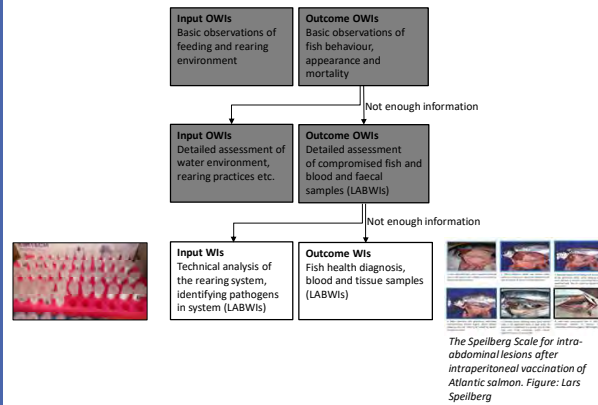 Input OWIs
Basic observations of
feeding and rearing
environment
Outcome OWIs
Basic observations of
fish behaviour,
appearance and
mortality
Not enough information
Input OWIs
Detailed assessment of
water environment,
rearing practices etc.
Outcome OWIs
Detailed assessment
of compromised fish and
blood and faecal
samples (LABWIs)
Not enough information
Input WIs
Technical analysis of
the rearing system,
identifying pathogens
in system (LABWIs)
Outcome WIs
Fish health diagnosis,
blood and tissue samples
(LABWIs)
The Speilberg Scale for intra-
abdominal lesions after
intraperitoneal vaccination of
Atlantic salmon. Figure: Lars
Speilberg